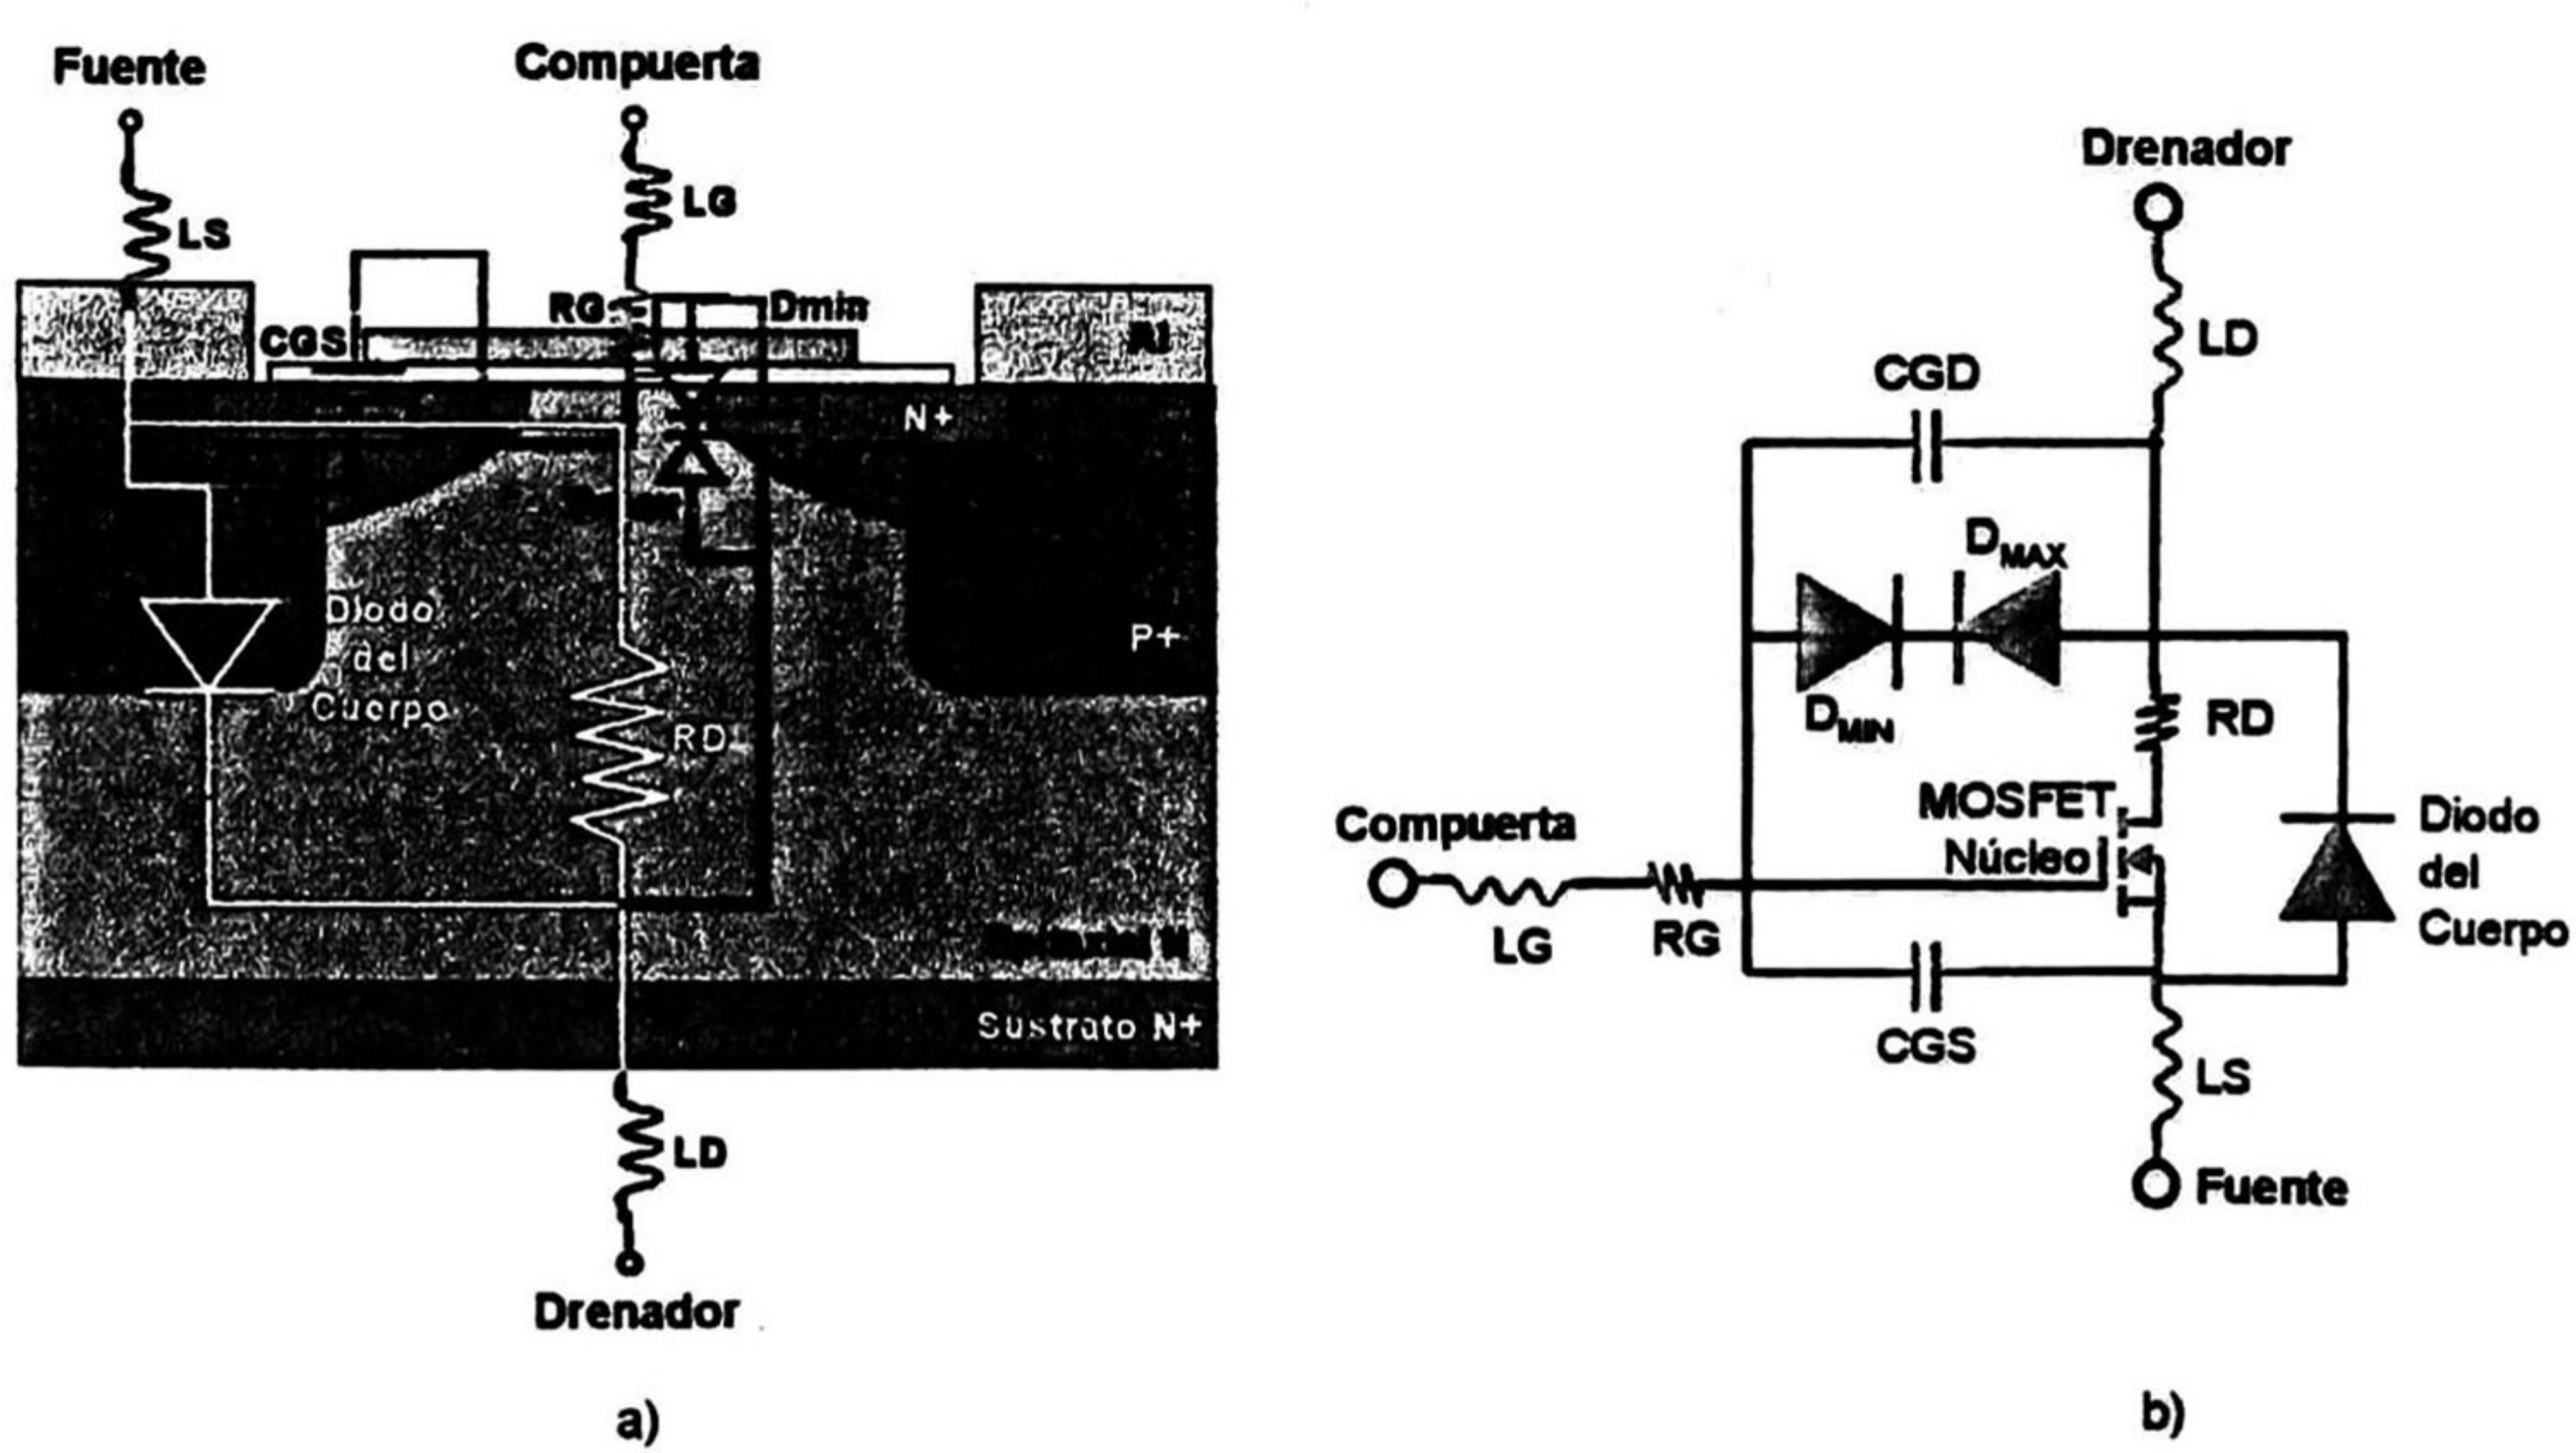 Fuente
Compuerta
LS
LG
RG
Dmin
CGS
Al
N+
Diodo
del
Cuerpo
P+
RD
Sustrato N+
LD
Drenador
a)
Drenador
LD
CGD
DMAX
DMIN
RD
MOSFET
Núcleo
Compuerta
LG
RG
Diodo
del
Cuerpo
CGS
LS
Fuente
b)